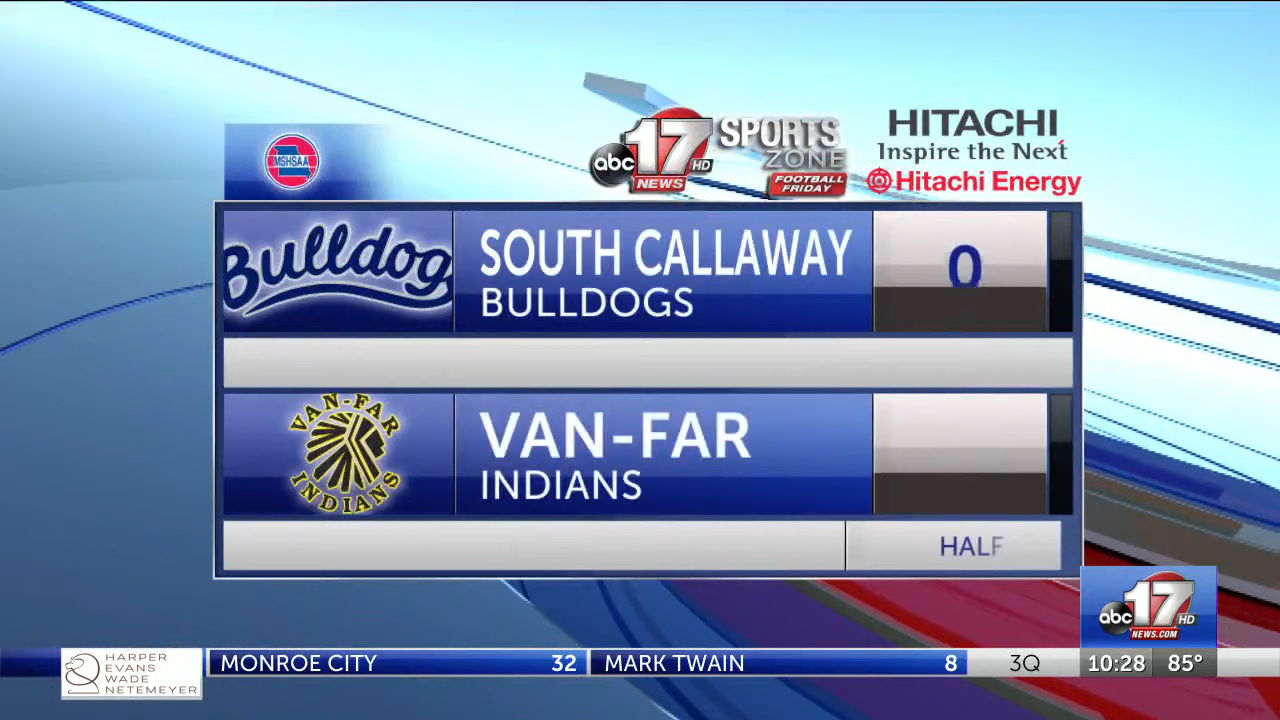 MSHSAA
abc 17 HD
NEWS
SPORTS
ZONE
FOOTBALL
FRIDAY
HITACHI
Inspire the Next
Hitachi Energy
Bulldog
SOUTH CALLAWAY
BULLDOGS
0
VAN-FAR
INDIANS
VAN-FAR
INDIANS
HALF
abc 17 HD
NEWS.COM
HARPER
EVANS
WADE
NETEMEYER
MONROE CITY 32 MARK TWAIN 8 3Q 10:28 85°